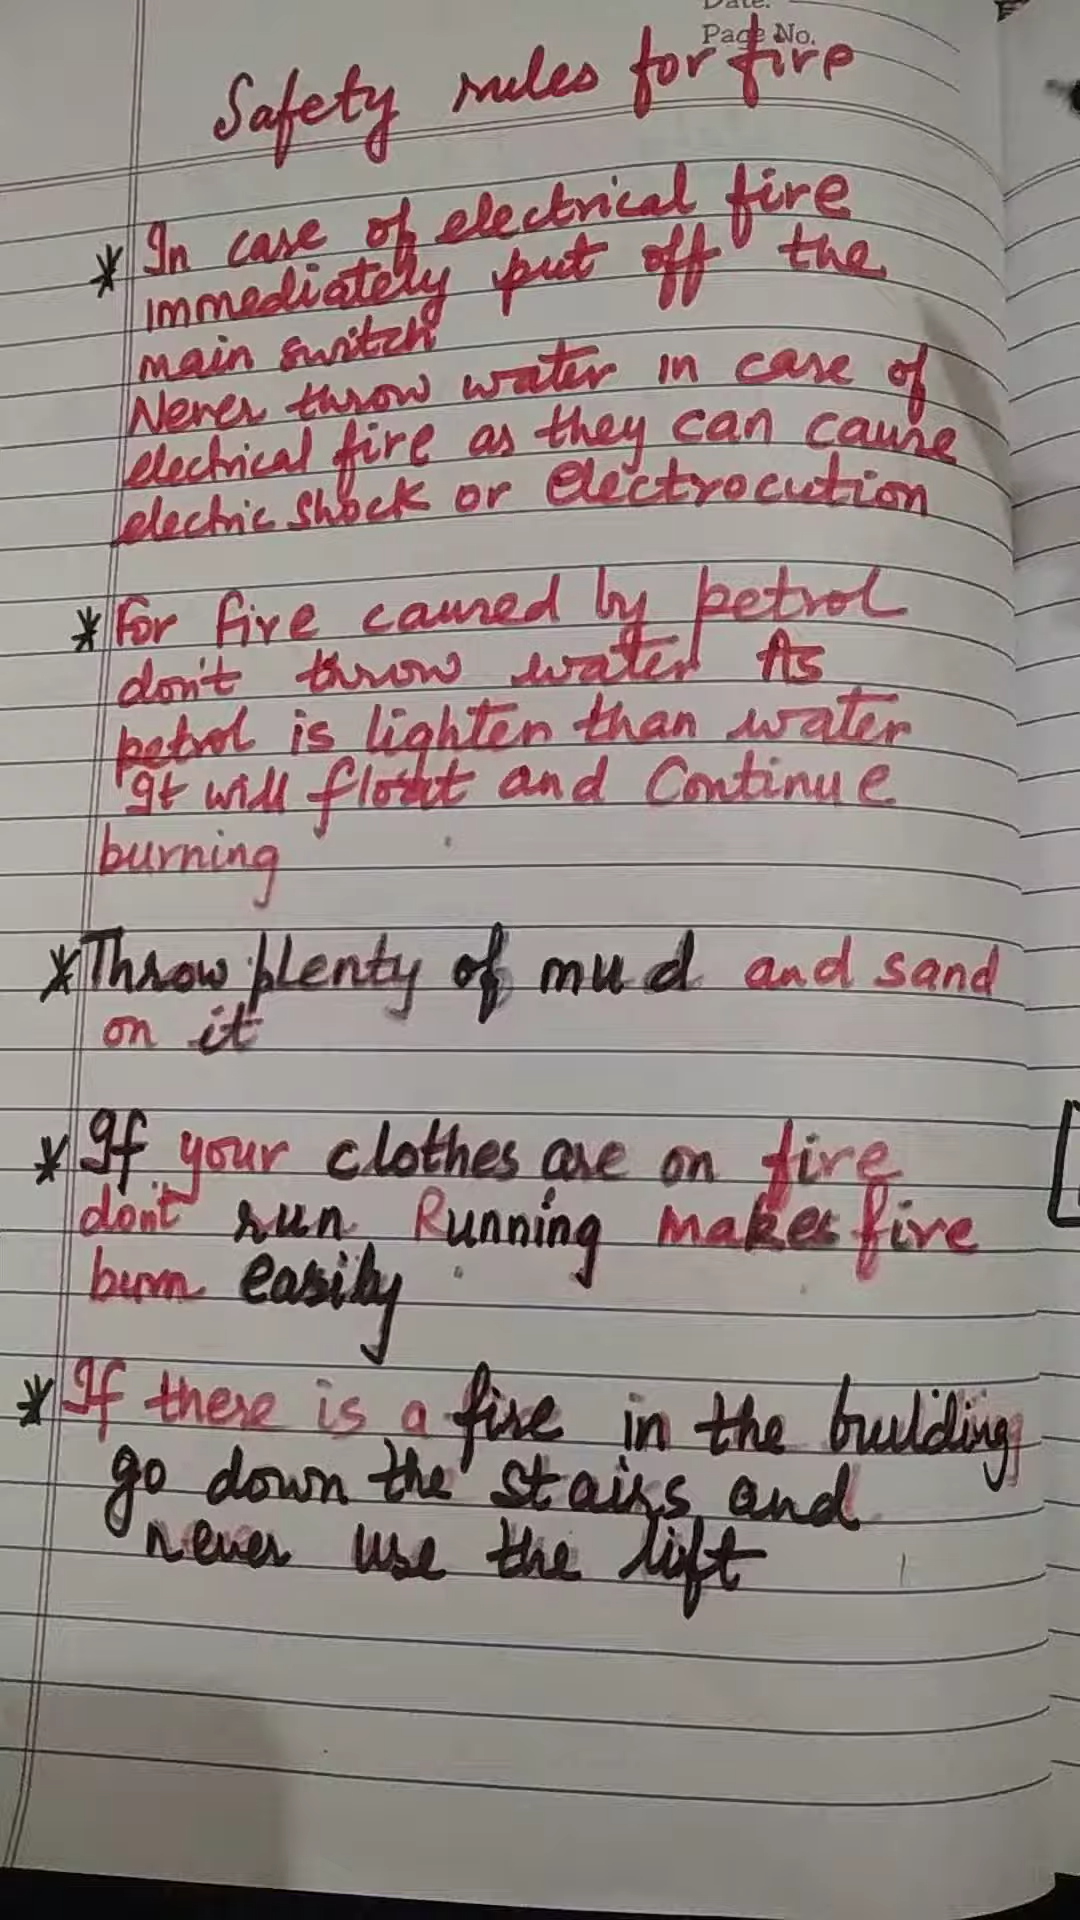 Date.
Page No.
Safety rules for fire
* In case of electrical fire
immediately put off the
main switch
Never throw water in case of
electrical fire as they can cause
electric shock or electrocution
* For fire caused by petrol
don't throw water As
petrol is lighter than water
It will float and Continue
burning
* Throw plenty of mud and sand
on it
* If your clothes are on fire
don't run Running makes fire
burn easily
* If there is a fire in the building
go down the stairs and
never use the lift